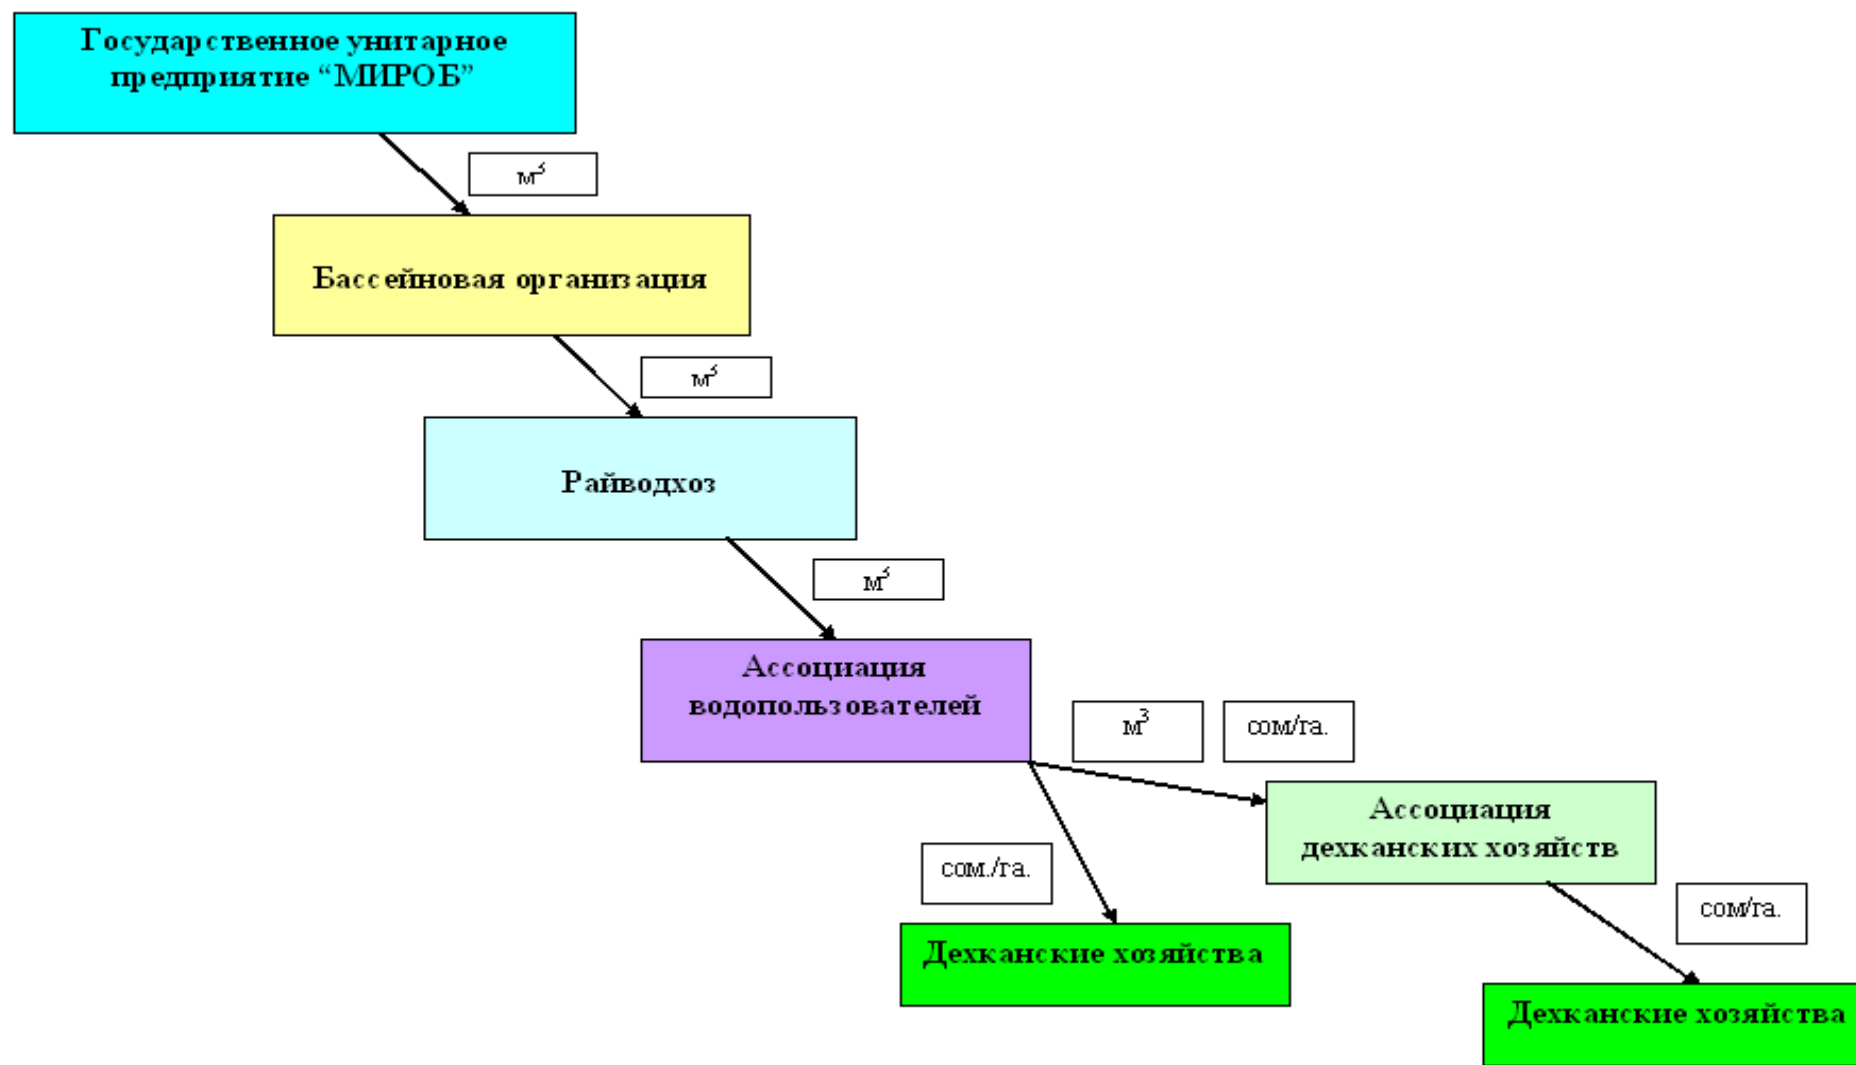 Государственное унитарное
предприятие “МИРОБ”
м³
Бассейновая организация
м³
Райводхоз
м³
Ассоциация
водопользователей
м³
сом/га.
Ассоциация
дехканских хозяйств
сом./га.
сом/га.
Дехканские хозяйства
Дехканские хозяйства